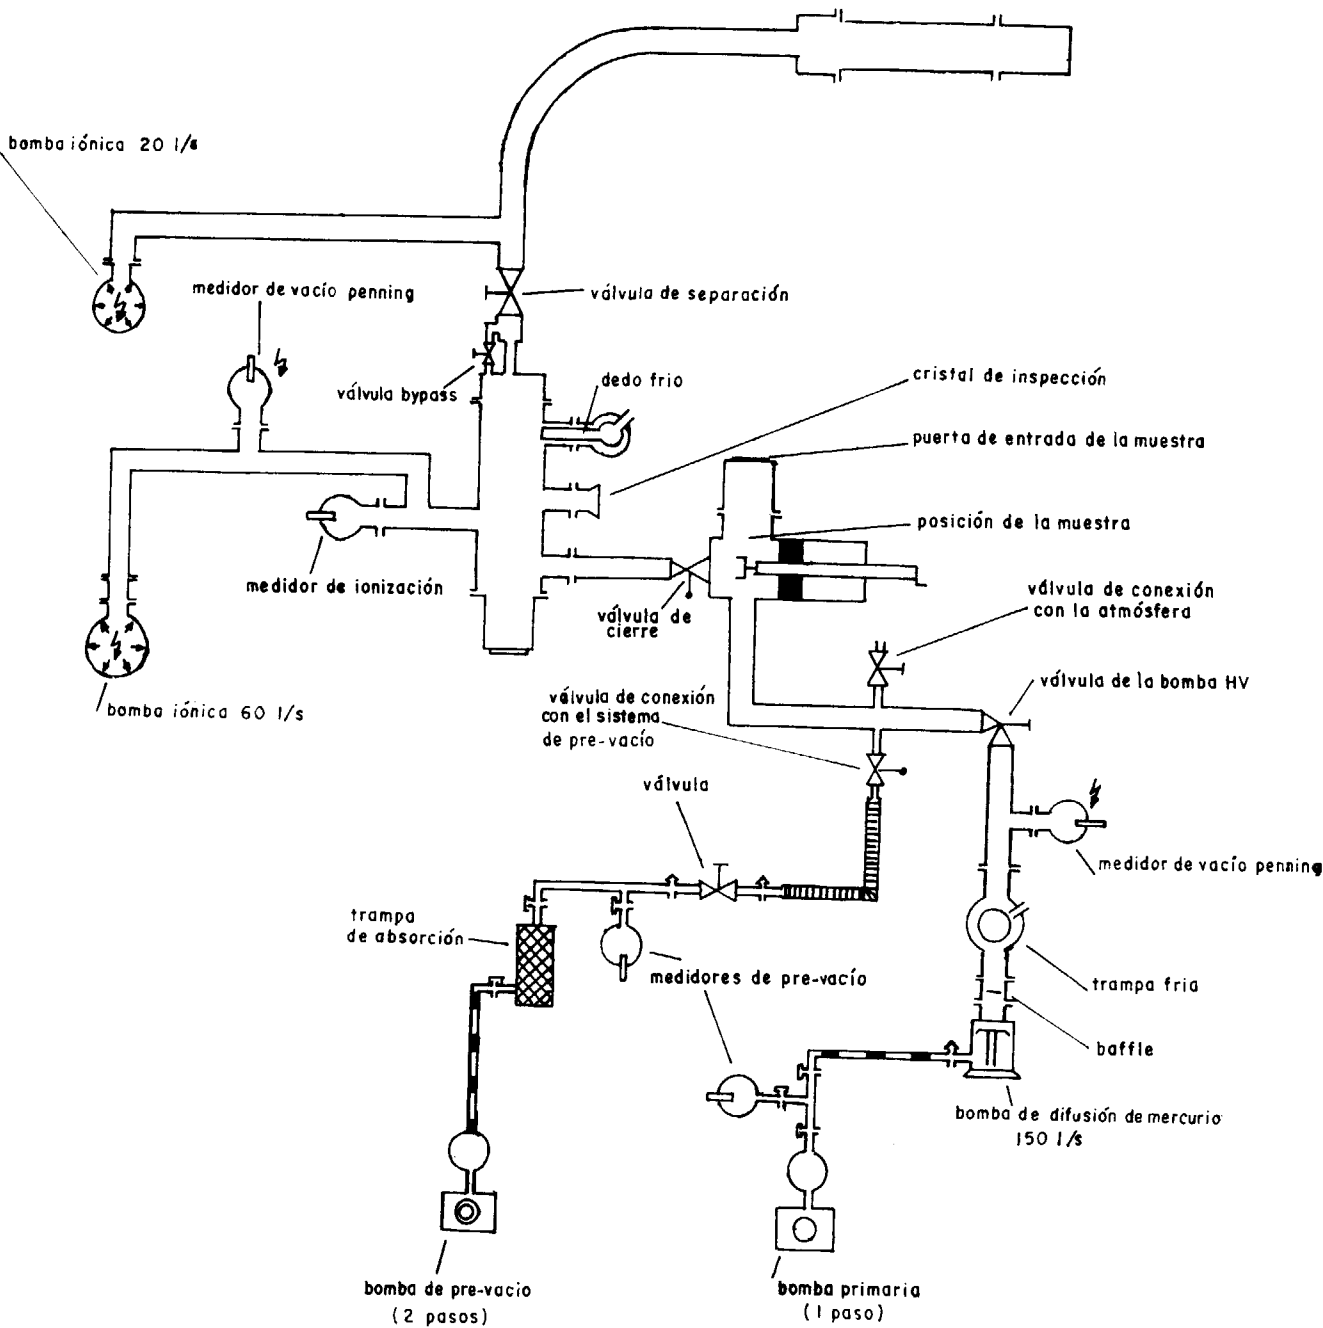 bomba iónica 20 l/s
medidor de vacío penning
válvula de separación
válvula bypass
dedo frio
cristal de inspección
puerta de entrada de la muestra
posición de la muestra
medidor de ionización
válvula de
cierre
válvula de conexión
con la atmósfera
bomba iónica 60 l/s
válvula de conexión
con el sistema
de pre-vacío
válvula de la bomba HV
válvula
medidor de vacío penning
trampa
de absorción
medidores de pre-vacío
trampa fria
baffle
bomba de difusión de mercurio
150 l/s
bomba de pre-vacio
(2 pasos)
bomba primaria
(1 paso)